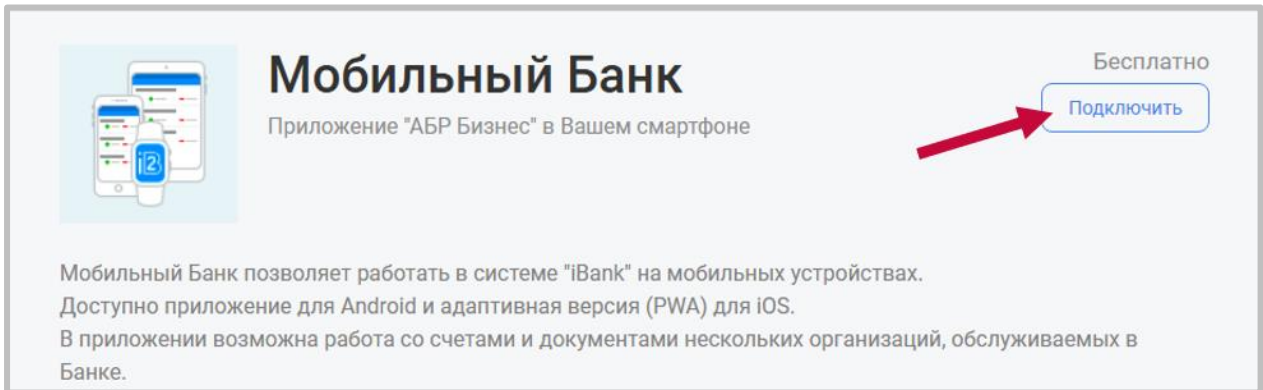 Мобильный Банк
Бесплатно
Подключить
Приложение "АБР Бизнес" в Вашем смартфоне
iB
Мобильный Банк позволяет работать в системе "iBank" на мобильных устройствах.
Доступно приложение для Android и адаптивная версия (PWA) для iOS.
В приложении возможна работа со счетами и документами нескольких организаций, обслуживаемых в
Банке.